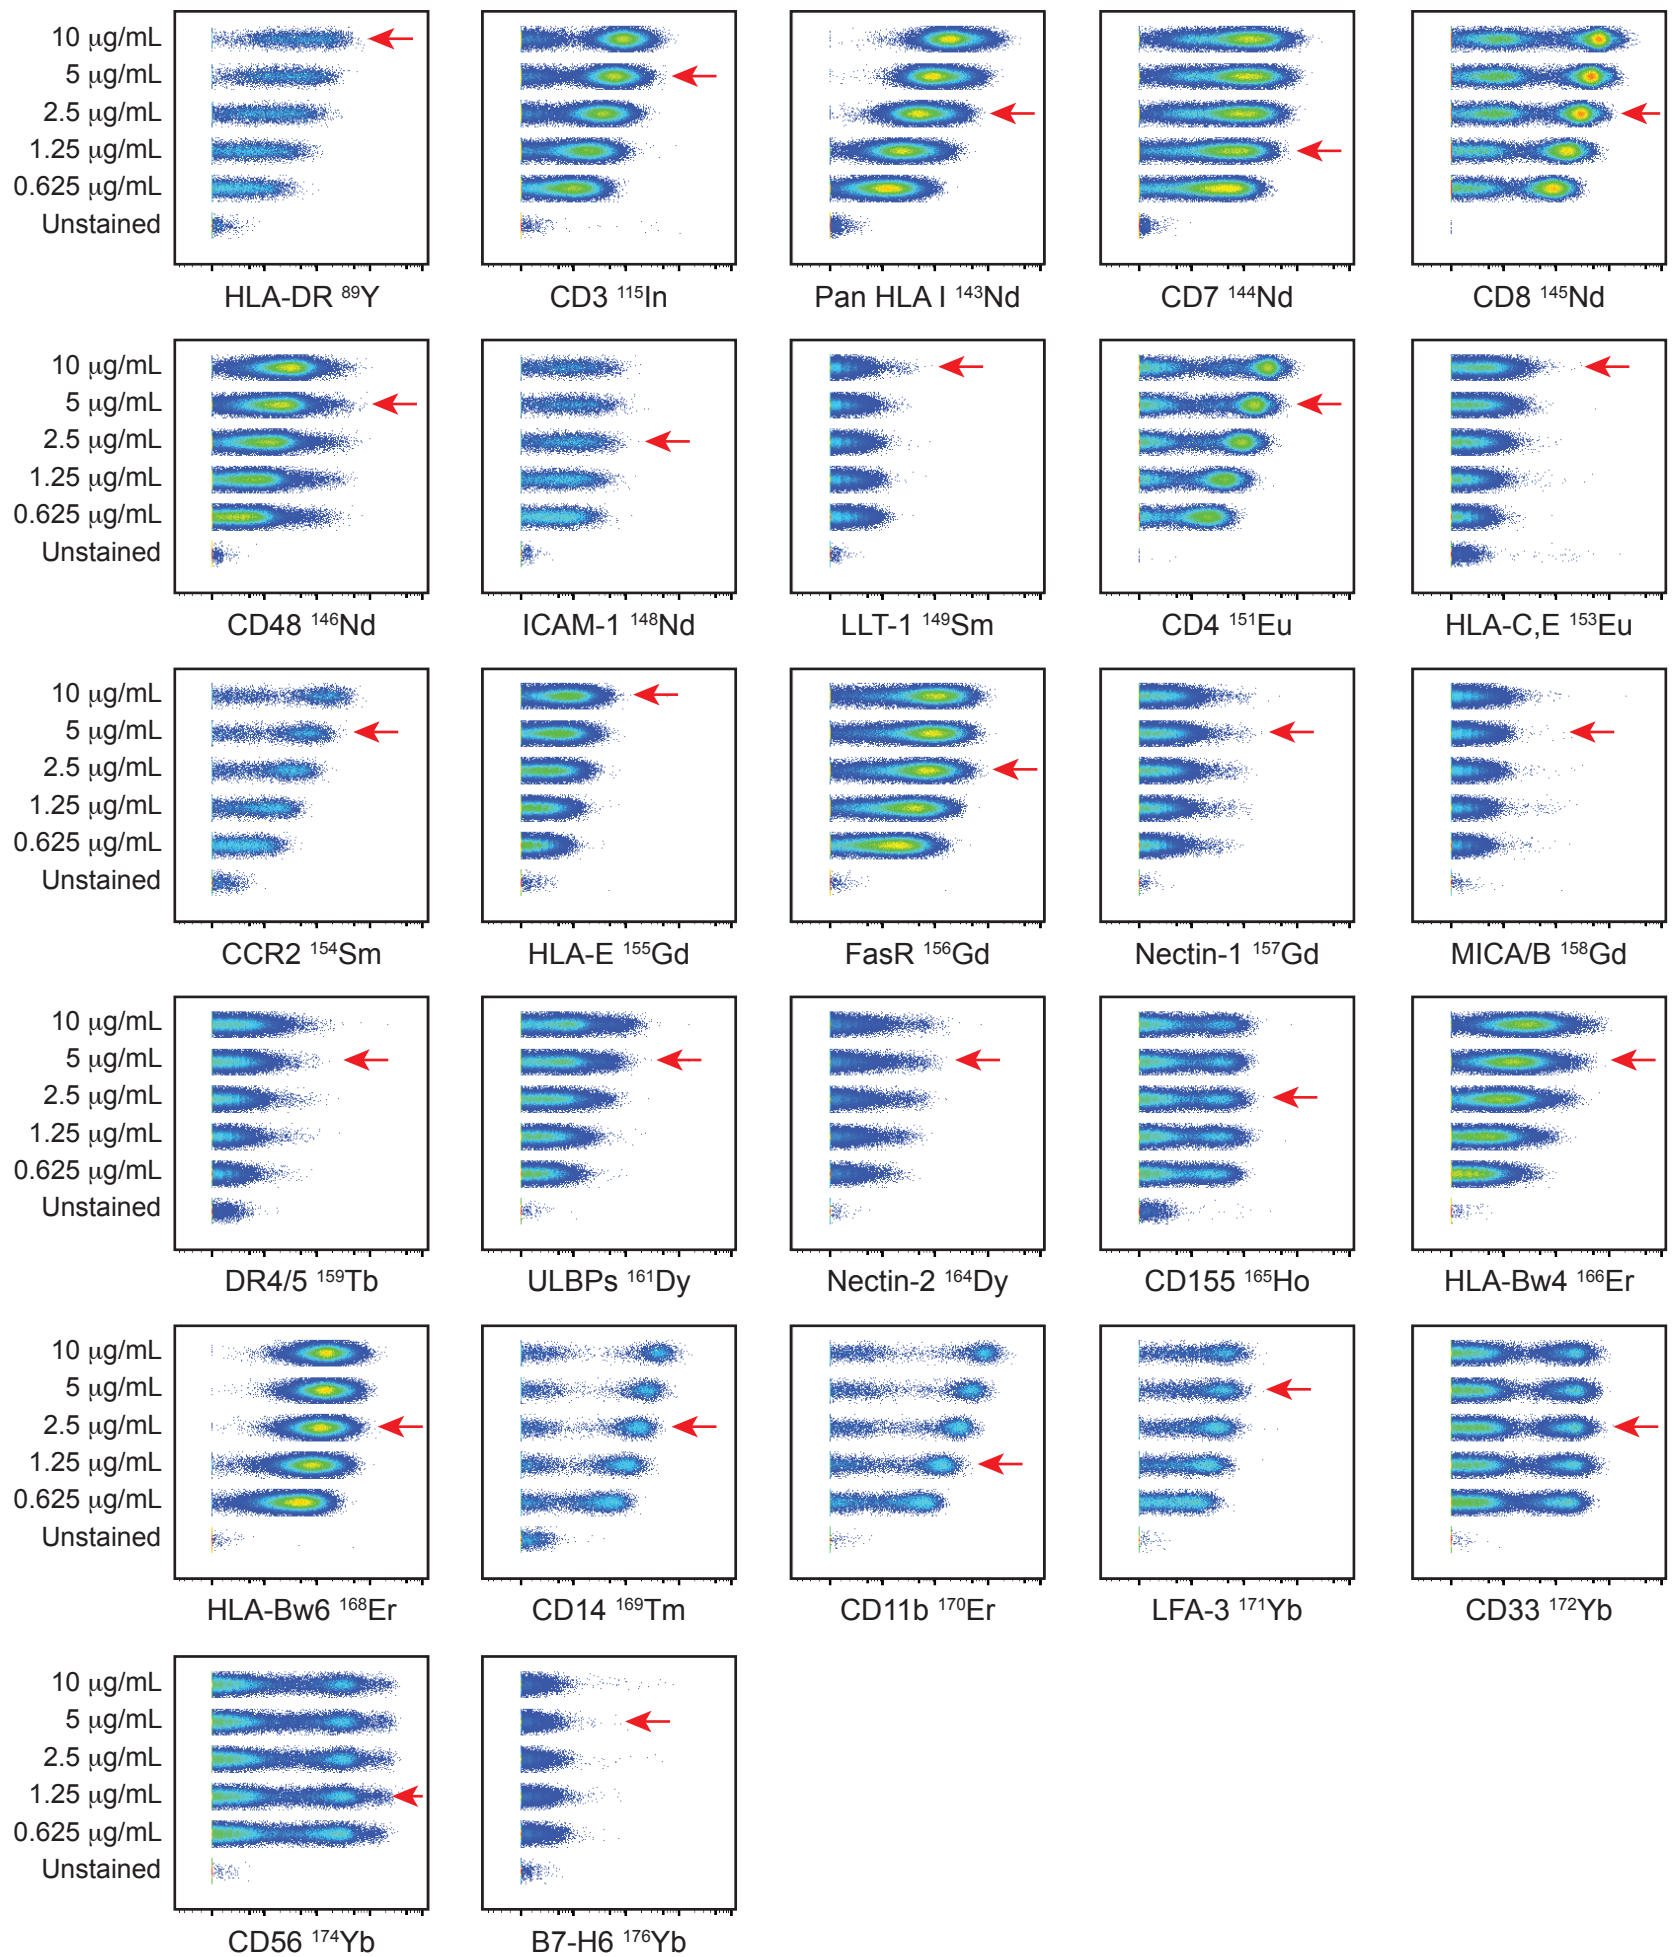 10 μg/mL
5 μg/mL
2.5 μg/mL
1.25 μg/mL
0.625 μg/mL
Unstained
HLA-DR ⁸⁹Y
CD3 ¹¹⁵In
Pan HLA I ¹⁴³Nd
CD7 ¹⁴⁴Nd
CD8 ¹⁴⁵Nd
10 μg/mL
5 μg/mL
2.5 μg/mL
1.25 μg/mL
0.625 μg/mL
Unstained
CD48 ¹⁴⁶Nd
ICAM-1 ¹⁴⁸Nd
LLT-1 ¹⁴⁹Sm
CD4 ¹⁵¹Eu
HLA-C,E ¹⁵³Eu
10 μg/mL
5 μg/mL
2.5 μg/mL
1.25 μg/mL
0.625 μg/mL
Unstained
CCR2 ¹⁵⁴Sm
HLA-E ¹⁵⁵Gd
FasR ¹⁵⁶Gd
Nectin-1 ¹⁵⁷Gd
MICA/B ¹⁵⁸Gd
10 μg/mL
5 μg/mL
2.5 μg/mL
1.25 μg/mL
0.625 μg/mL
Unstained
DR4/5 ¹⁵⁹Tb
ULBPs ¹⁶¹Dy
Nectin-2 ¹⁶⁴Dy
CD155 ¹⁶⁵Ho
HLA-Bw4 ¹⁶⁶Er
10 μg/mL
5 μg/mL
2.5 μg/mL
1.25 μg/mL
0.625 μg/mL
Unstained
HLA-Bw6 ¹⁶⁸Er
CD14 ¹⁶⁹Tm
CD11b ¹⁷⁰Er
LFA-3 ¹⁷¹Yb
CD33 ¹⁷²Yb
10 μg/mL
5 μg/mL
2.5 μg/mL
1.25 μg/mL
0.625 μg/mL
Unstained
CD56 ¹⁷⁴Yb
B7-H6 ¹⁷⁶Yb